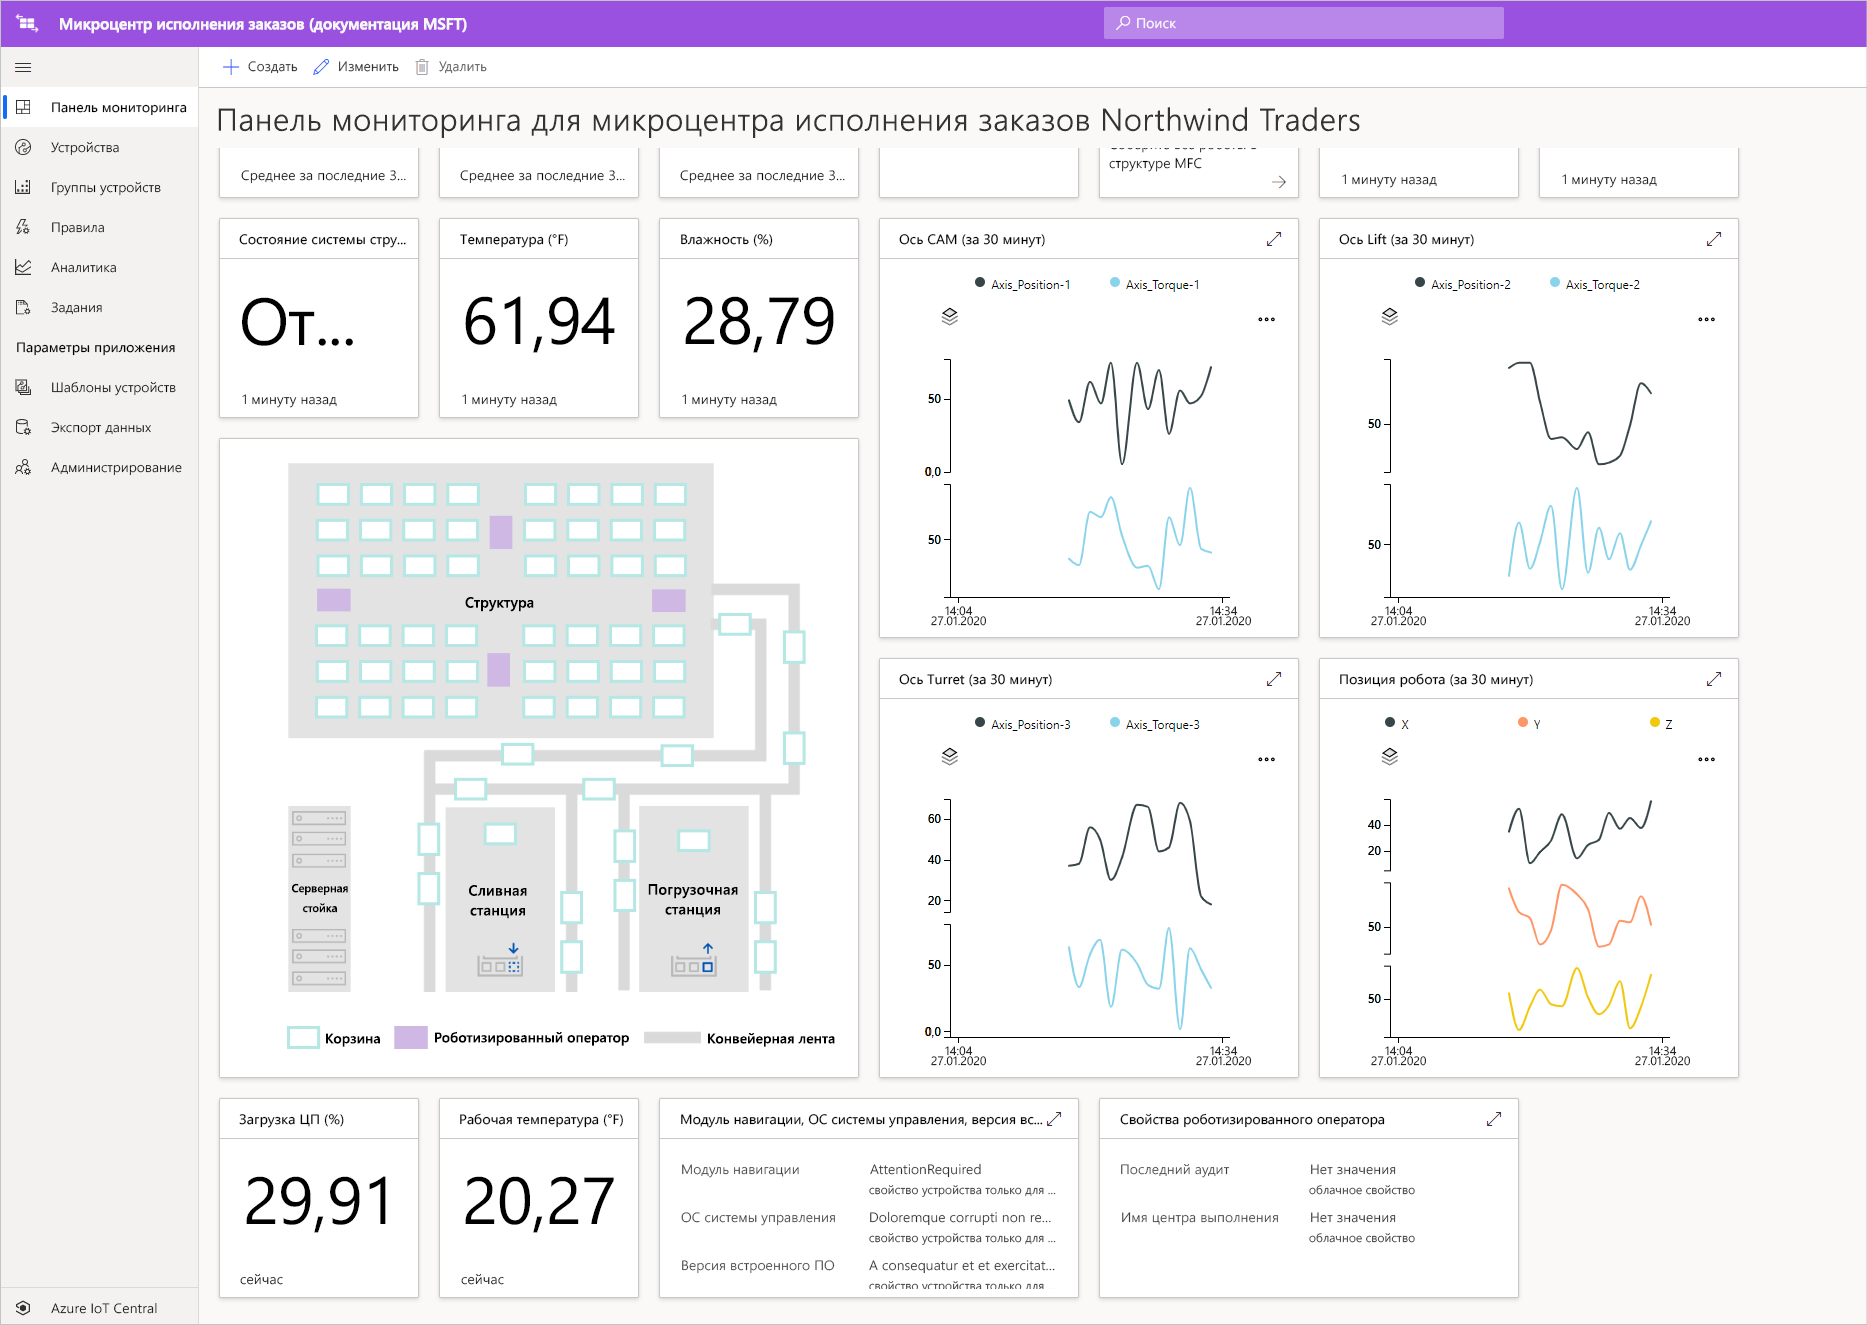 Микроцентр исполнения заказов (документация MSFT)
Поиск
Создать
Изменить
Удалить
Панель мониторинга
Устройства
Группы устройств
Правила
Аналитика
Задания
Параметры приложения
Шаблоны устройств
Экспорт данных
Администрирование
Azure IoT Central
Панель мониторинга для микроцентра исполнения заказов Northwind Traders
Среднее за последние 3...
Среднее за последние 3...
Среднее за последние 3...
структуре MFC
1 минуту назад
1 минуту назад
Состояние системы стру...
От...
1 минуту назад
Температура (°F)
61,94
1 минуту назад
Влажность (%)
28,79
1 минуту назад
Ось CAM (за 30 минут)
Axis_Position-1
Axis_Torque-1
50
0,0
50
14:04
27.01.2020
14:34
27.01.2020
Ось Lift (за 30 минут)
Axis_Position-2
Axis_Torque-2
50
50
14:04
27.01.2020
14:34
27.01.2020
Структура
Серверная
стойка
Сливная
станция
Погрузочная
станция
Корзина
Роботизированный оператор
Конвейерная лента
Ось Turret (за 30 минут)
Axis_Position-3
Axis_Torque-3
60
40
20
50
0,0
14:04
27.01.2020
14:34
27.01.2020
Позиция робота (за 30 минут)
X
Y
Z
40
20
50
50
14:04
27.01.2020
14:34
27.01.2020
Загрузка ЦП (%)
29,91
сейчас
Рабочая температура (°F)
20,27
сейчас
Модуль навигации, ОС системы управления, версия вс...
Модуль навигации
AttentionRequired
свойство устройства только для ...
ОС системы управления
Doloremque corrupti non re...
свойство устройства только для ...
Версия встроенного ПО
A consequatur et et exercitat...
свойство устройства только для ...
Свойства роботизированного оператора
Последний аудит
Нет значения
облачное свойство
Имя центра выполнения
Нет значения
облачное свойство